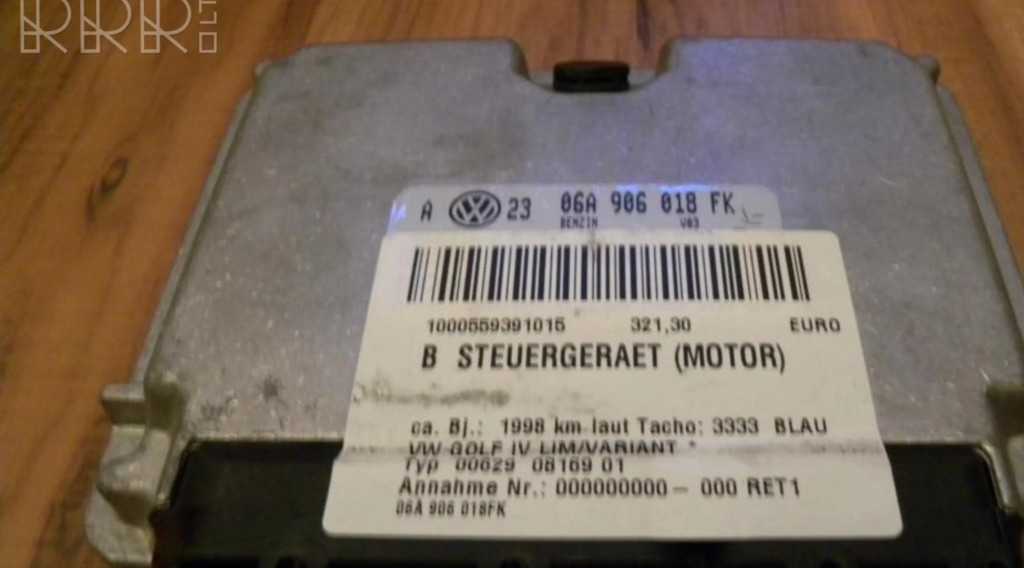 RRR
A VW 23 06A 906 018 FK
BENZIN V03
1000559391015 321,30 EURO
B STEUERGERAET (MOTOR)
ca. Bj.: 1998 km laut Tacho: 3333 BLAU
VW GOLF IV LIM/VARIANT *
Typ 00629 08169 01
Annahme Nr.: 000000000- 000 RET1
06A 906 018FK